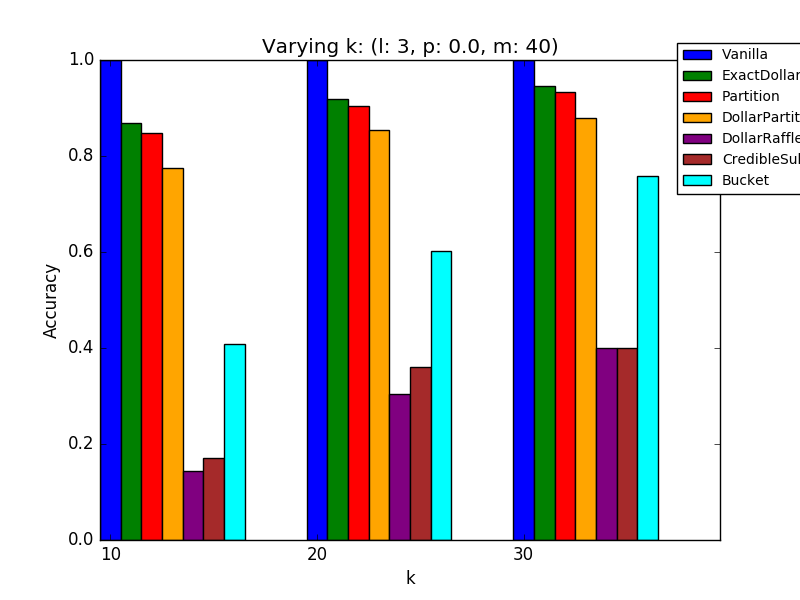 Varying k: (l: 3, p: 0.0, m: 40)
Vanilla
ExactDollar
Partition
DollarPartit
DollarRaffle
CredibleSu
Bucket
1.0
0.8
0.6
0.4
0.2
0.0
Accuracy
10 20 30
k